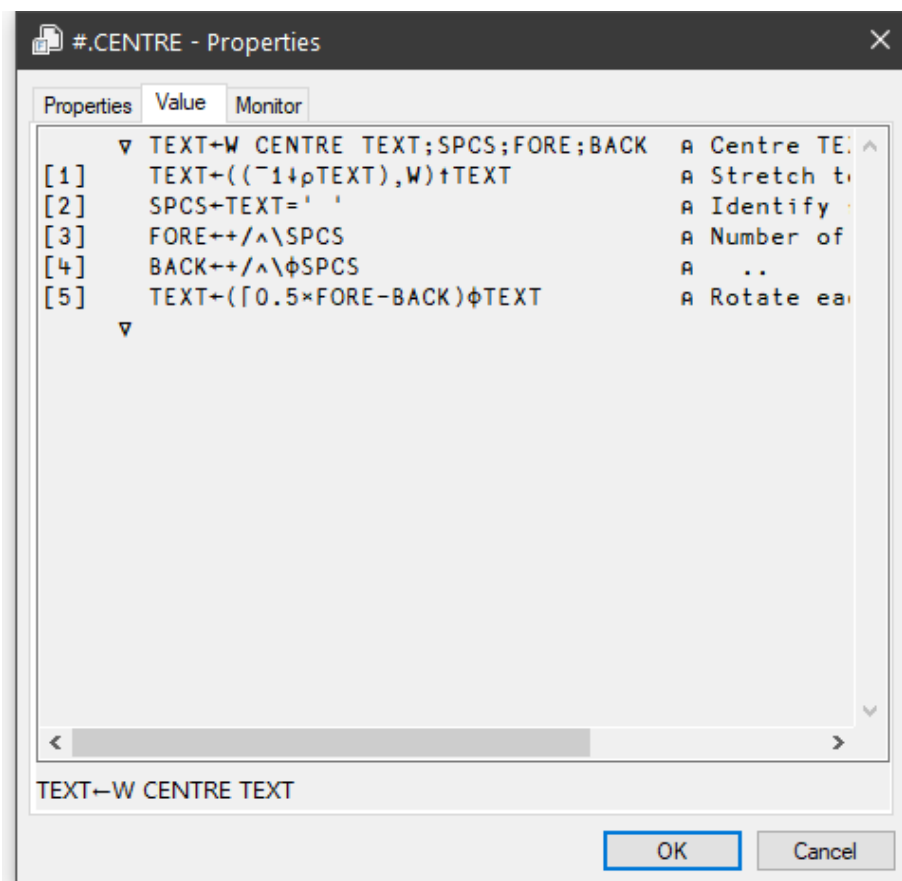 #.CENTRE - Properties
Properties Value Monitor
∇ TEXT←W CENTRE TEXT;SPCS;FORE;BACK ⍝ Centre
[1] TEXT←((¯1↓⍴TEXT),W)↑TEXT ⍝ Stretch
[2] SPCS←TEXT=' ' ⍝ Identify
[3] FORE←+/∧\SPCS ⍝ Number of
[4] BACK←+/∧\⌽SPCS ⍝ ..
[5] TEXT←(⌈0.5×FORE-BACK)⌽TEXT ⍝ Rotate
∇
TEXT←W CENTRE TEXT
OK Cancel